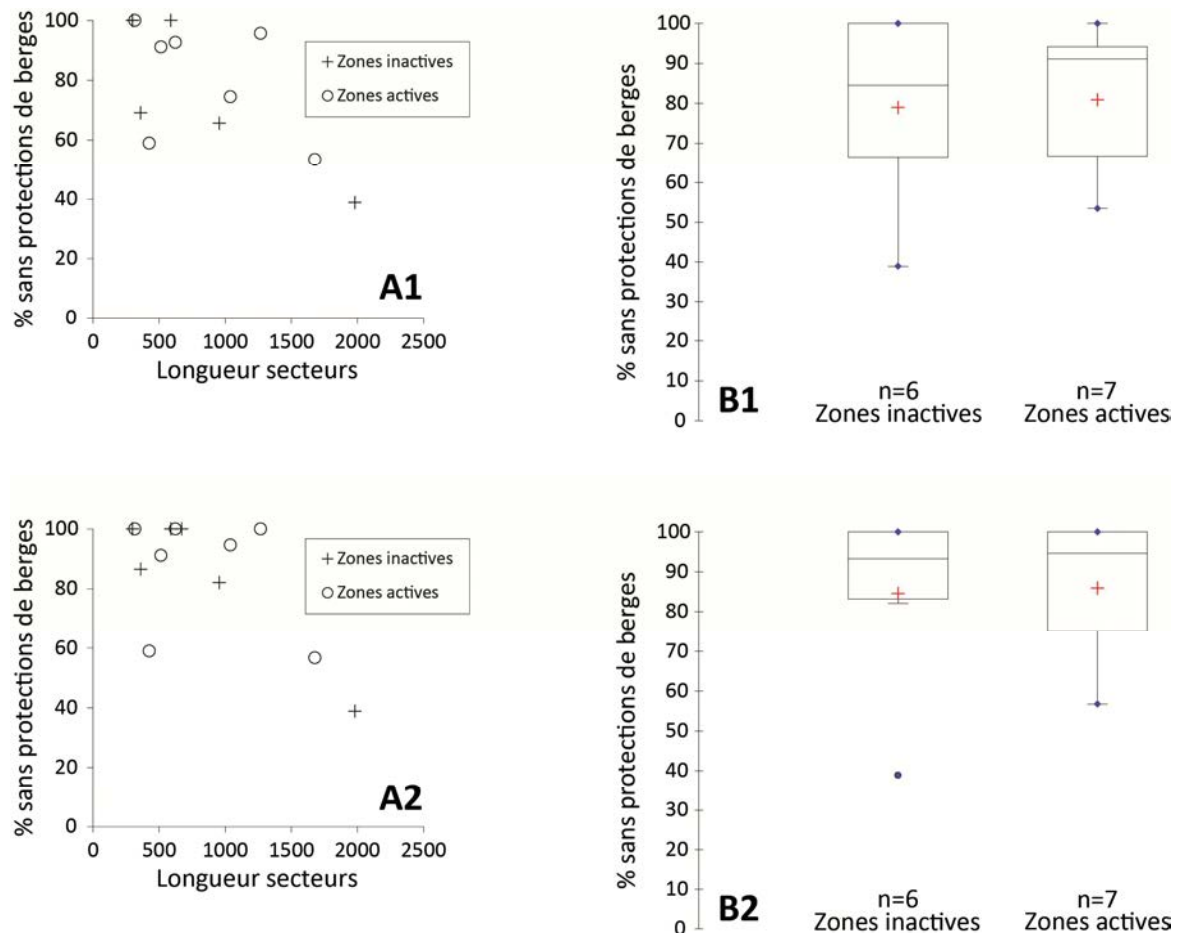 % sans protections de berges
100
80
60
40
20
0
0 500 1000 1500 2000 2500
Longueur secteurs
+ Zones inactives
○ Zones actives
A1
% sans protections de berges
100
90
80
70
60
50
40
30
20
10
0
B1
n=6
Zones inactives
n=7
Zones actives
% sans protections de berges
100
80
60
40
20
0
0 500 1000 1500 2000 2500
Longueur secteurs
+ Zones inactives
○ Zones actives
A2
% sans protections de berges
100
90
80
70
60
50
40
30
20
10
0
B2
n=6
Zones inactives
n=7
Zones actives